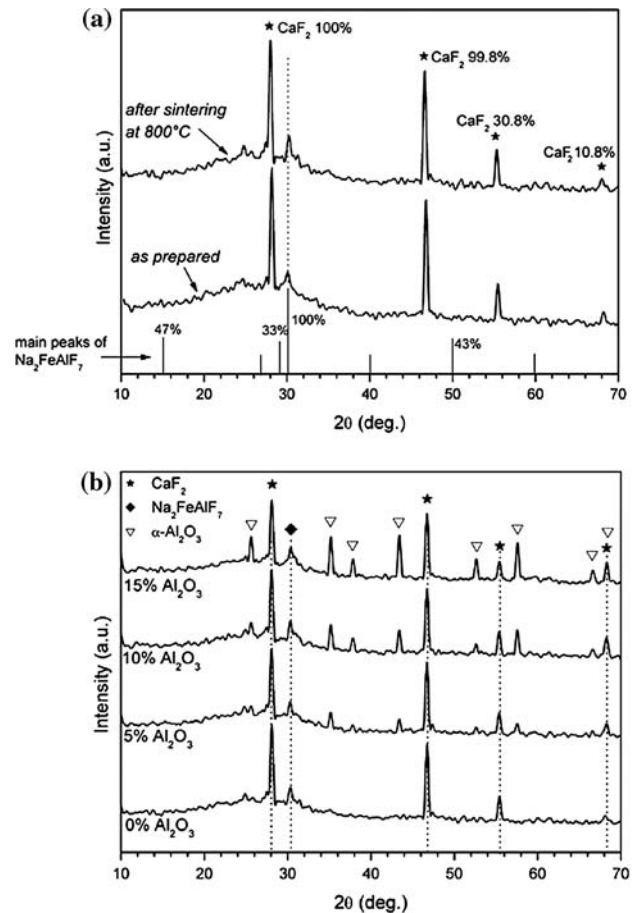 (a)
★ CaF₂ 100%
★ CaF₂ 99.8%
after sintering
at 800°C
CaF₂ 30.8%
★
CaF₂ 10.8%
★
Intensity (a.u.)
as prepared
main peaks of
Na₂FeAlF₇
47%
33%
100%
43%
10 20 30 40 50 60 70
2θ (deg.)
(b)
★ CaF₂
◆ Na₂FeAlF₇
▽ α-Al₂O₃
Intensity (a.u.)
15% Al₂O₃
10% Al₂O₃
5% Al₂O₃
0% Al₂O₃
10 20 30 40 50 60 70
2θ (deg.)